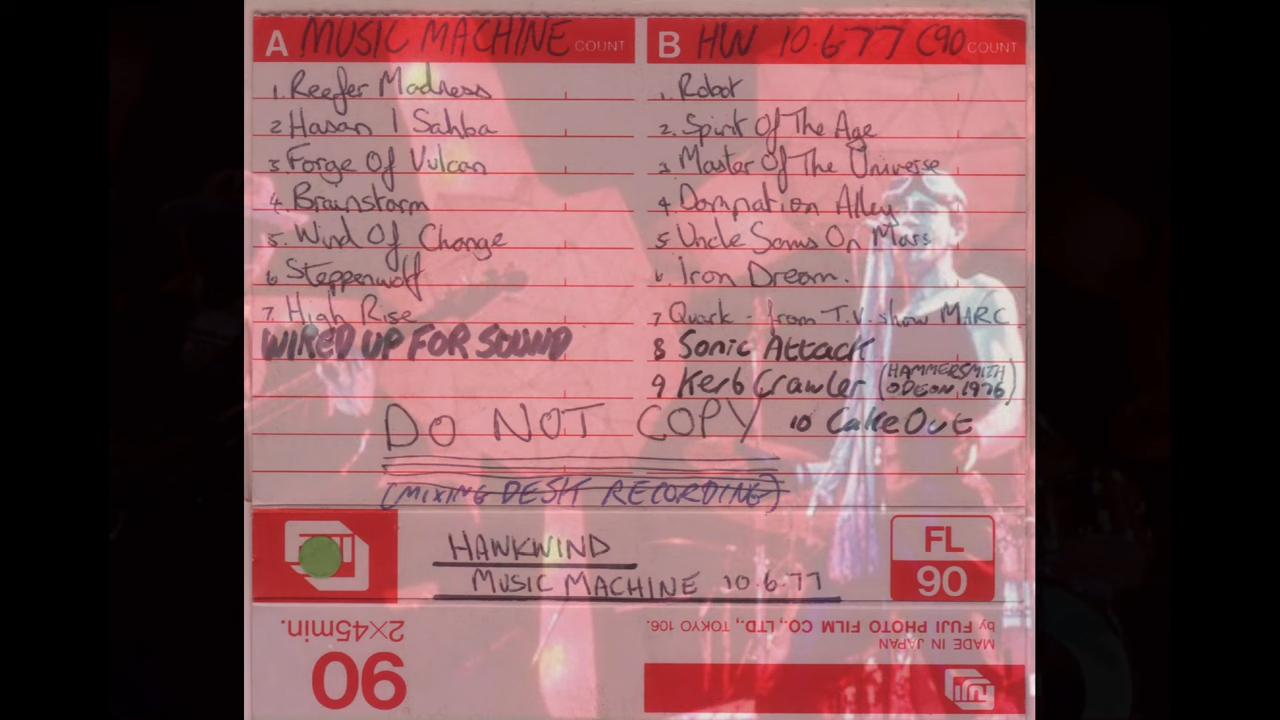 A MUSIC MACHINE COUNT
1. Reefer Madness
2 Hasan I Sahba
3 Forge Of Vulcan
4. Brainstorm
5. Wind Of Change
6 Steppenwolf
7. High Rise
WIRED UP FOR SOUND
B HW 10.677 C90 COUNT
1. Robot
2. Spirit Of The Age
3 Master Of The Universe
4 Damnation Alley
5 Uncle Sams On Mars
6. Iron Dream.
7 Quark - from T.V. show MARC
8 Sonic Attack
9 Kerb Crawler (HAMMERSMITH ODEON 1976)
10 Cake Out
DO NOT COPY
(MIXING DESK RECORDING)
HAWKWIND
MUSIC MACHINE 10.6.77
FL
90
2×45min.
90
by FUJI PHOTO FILM CO., LTD., TOKYO 106.
MADE IN JAPAN